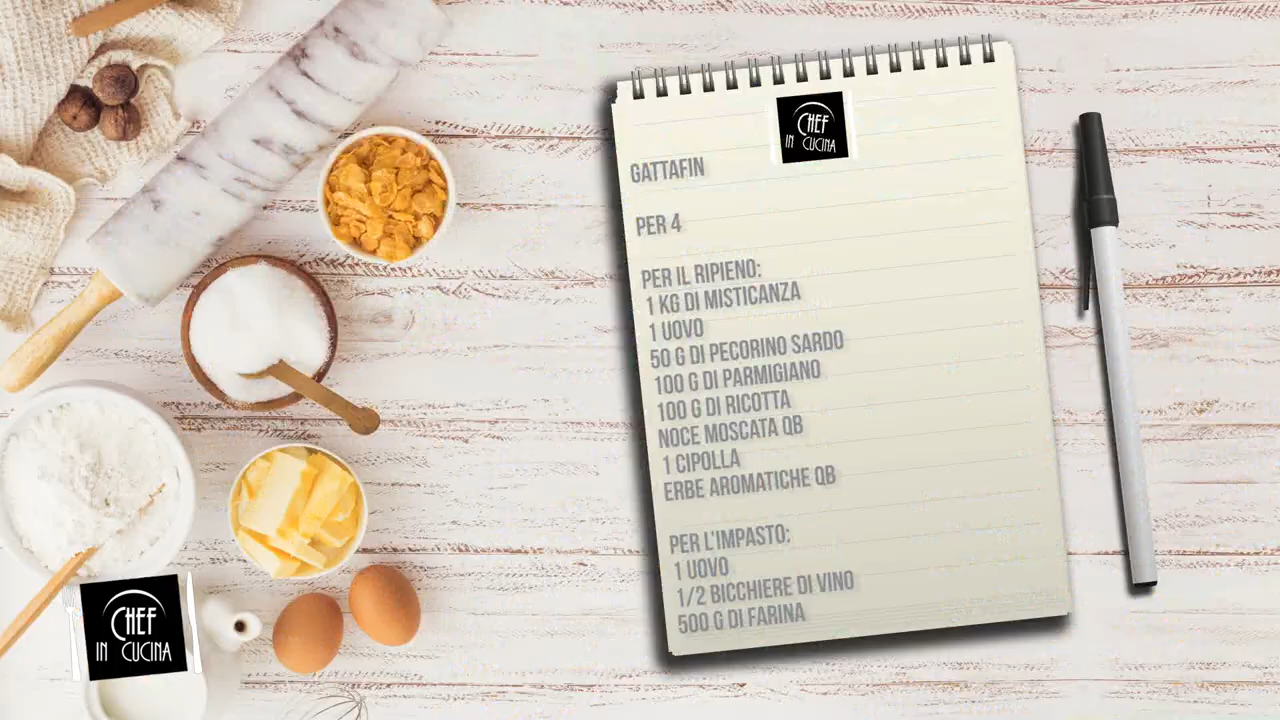 CHEF
IN CUCINA
GATTAFIN
PER 4
PER IL RIPIENO:
1 KG DI MISTICANZA
1 UOVO
50 G DI PECORINO SARDO
100 G DI PARMIGIANO
100 G DI RICOTTA
NOCE MOSCATA QB
1 CIPOLLA
ERBE AROMATICHE QB
PER L'IMPASTO:
1 UOVO
1/2 BICCHIERE DI VINO
500 G DI FARINA
CHEF
IN CUCINA